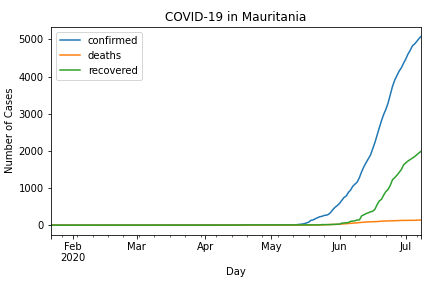 COVID-19 in Mauritania
confirmed
deaths
recovered
Number of Cases
5000
4000
3000
2000
1000
0
Feb
2020
Mar
Apr
May
Jun
Jul
Day